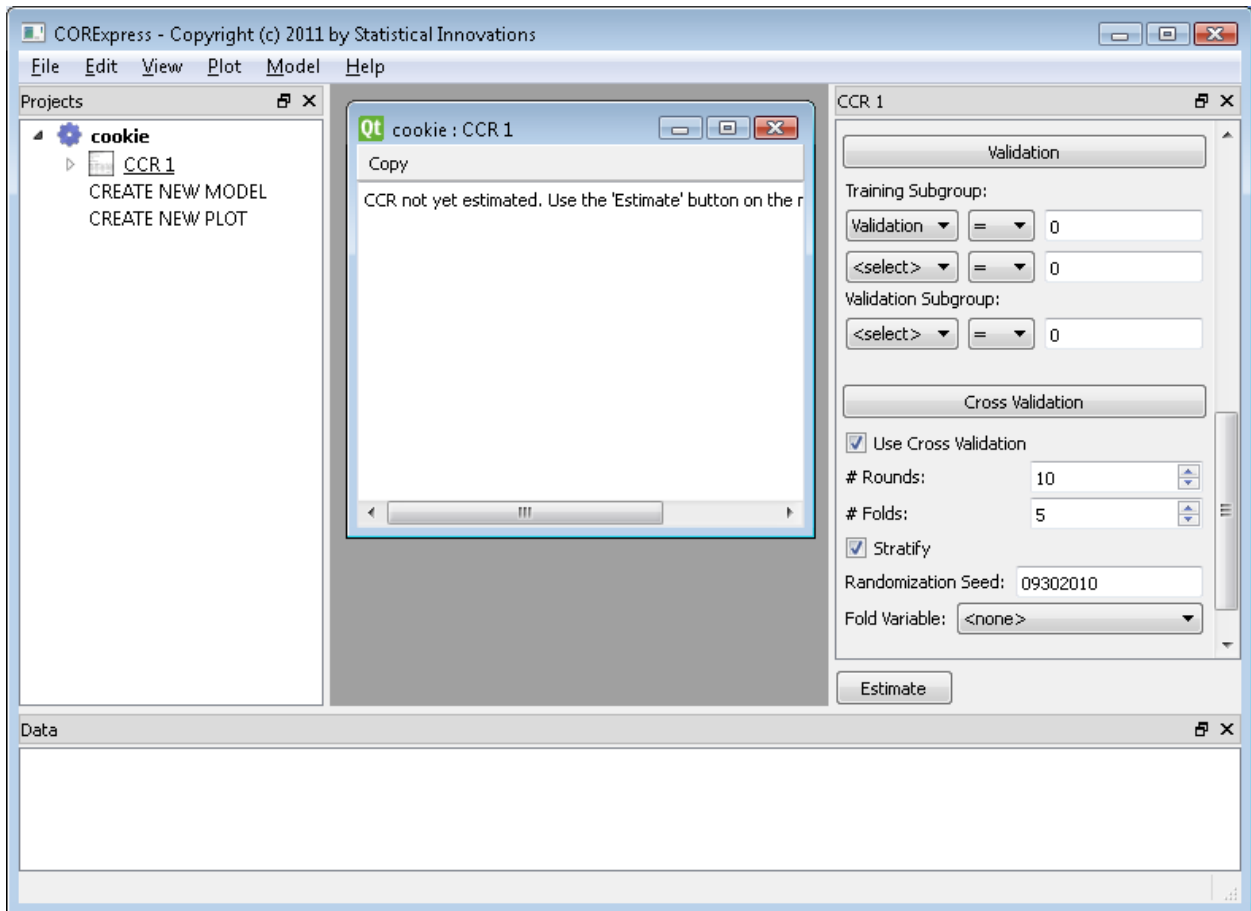 CORExpress - Copyright (c) 2011 by Statistical Innovations
File Edit View Plot Model Help
Projects
cookie
CCR 1
CREATE NEW MODEL
CREATE NEW PLOT
Qt cookie : CCR 1
Copy
CCR not yet estimated. Use the 'Estimate' button on the r
CCR 1
Validation
Training Subgroup:
Validation = 0
<select> = 0
Validation Subgroup:
<select> = 0
Cross Validation
Use Cross Validation
# Rounds: 10
# Folds: 5
Stratify
Randomization Seed: 09302010
Fold Variable: <none>
Estimate
Data